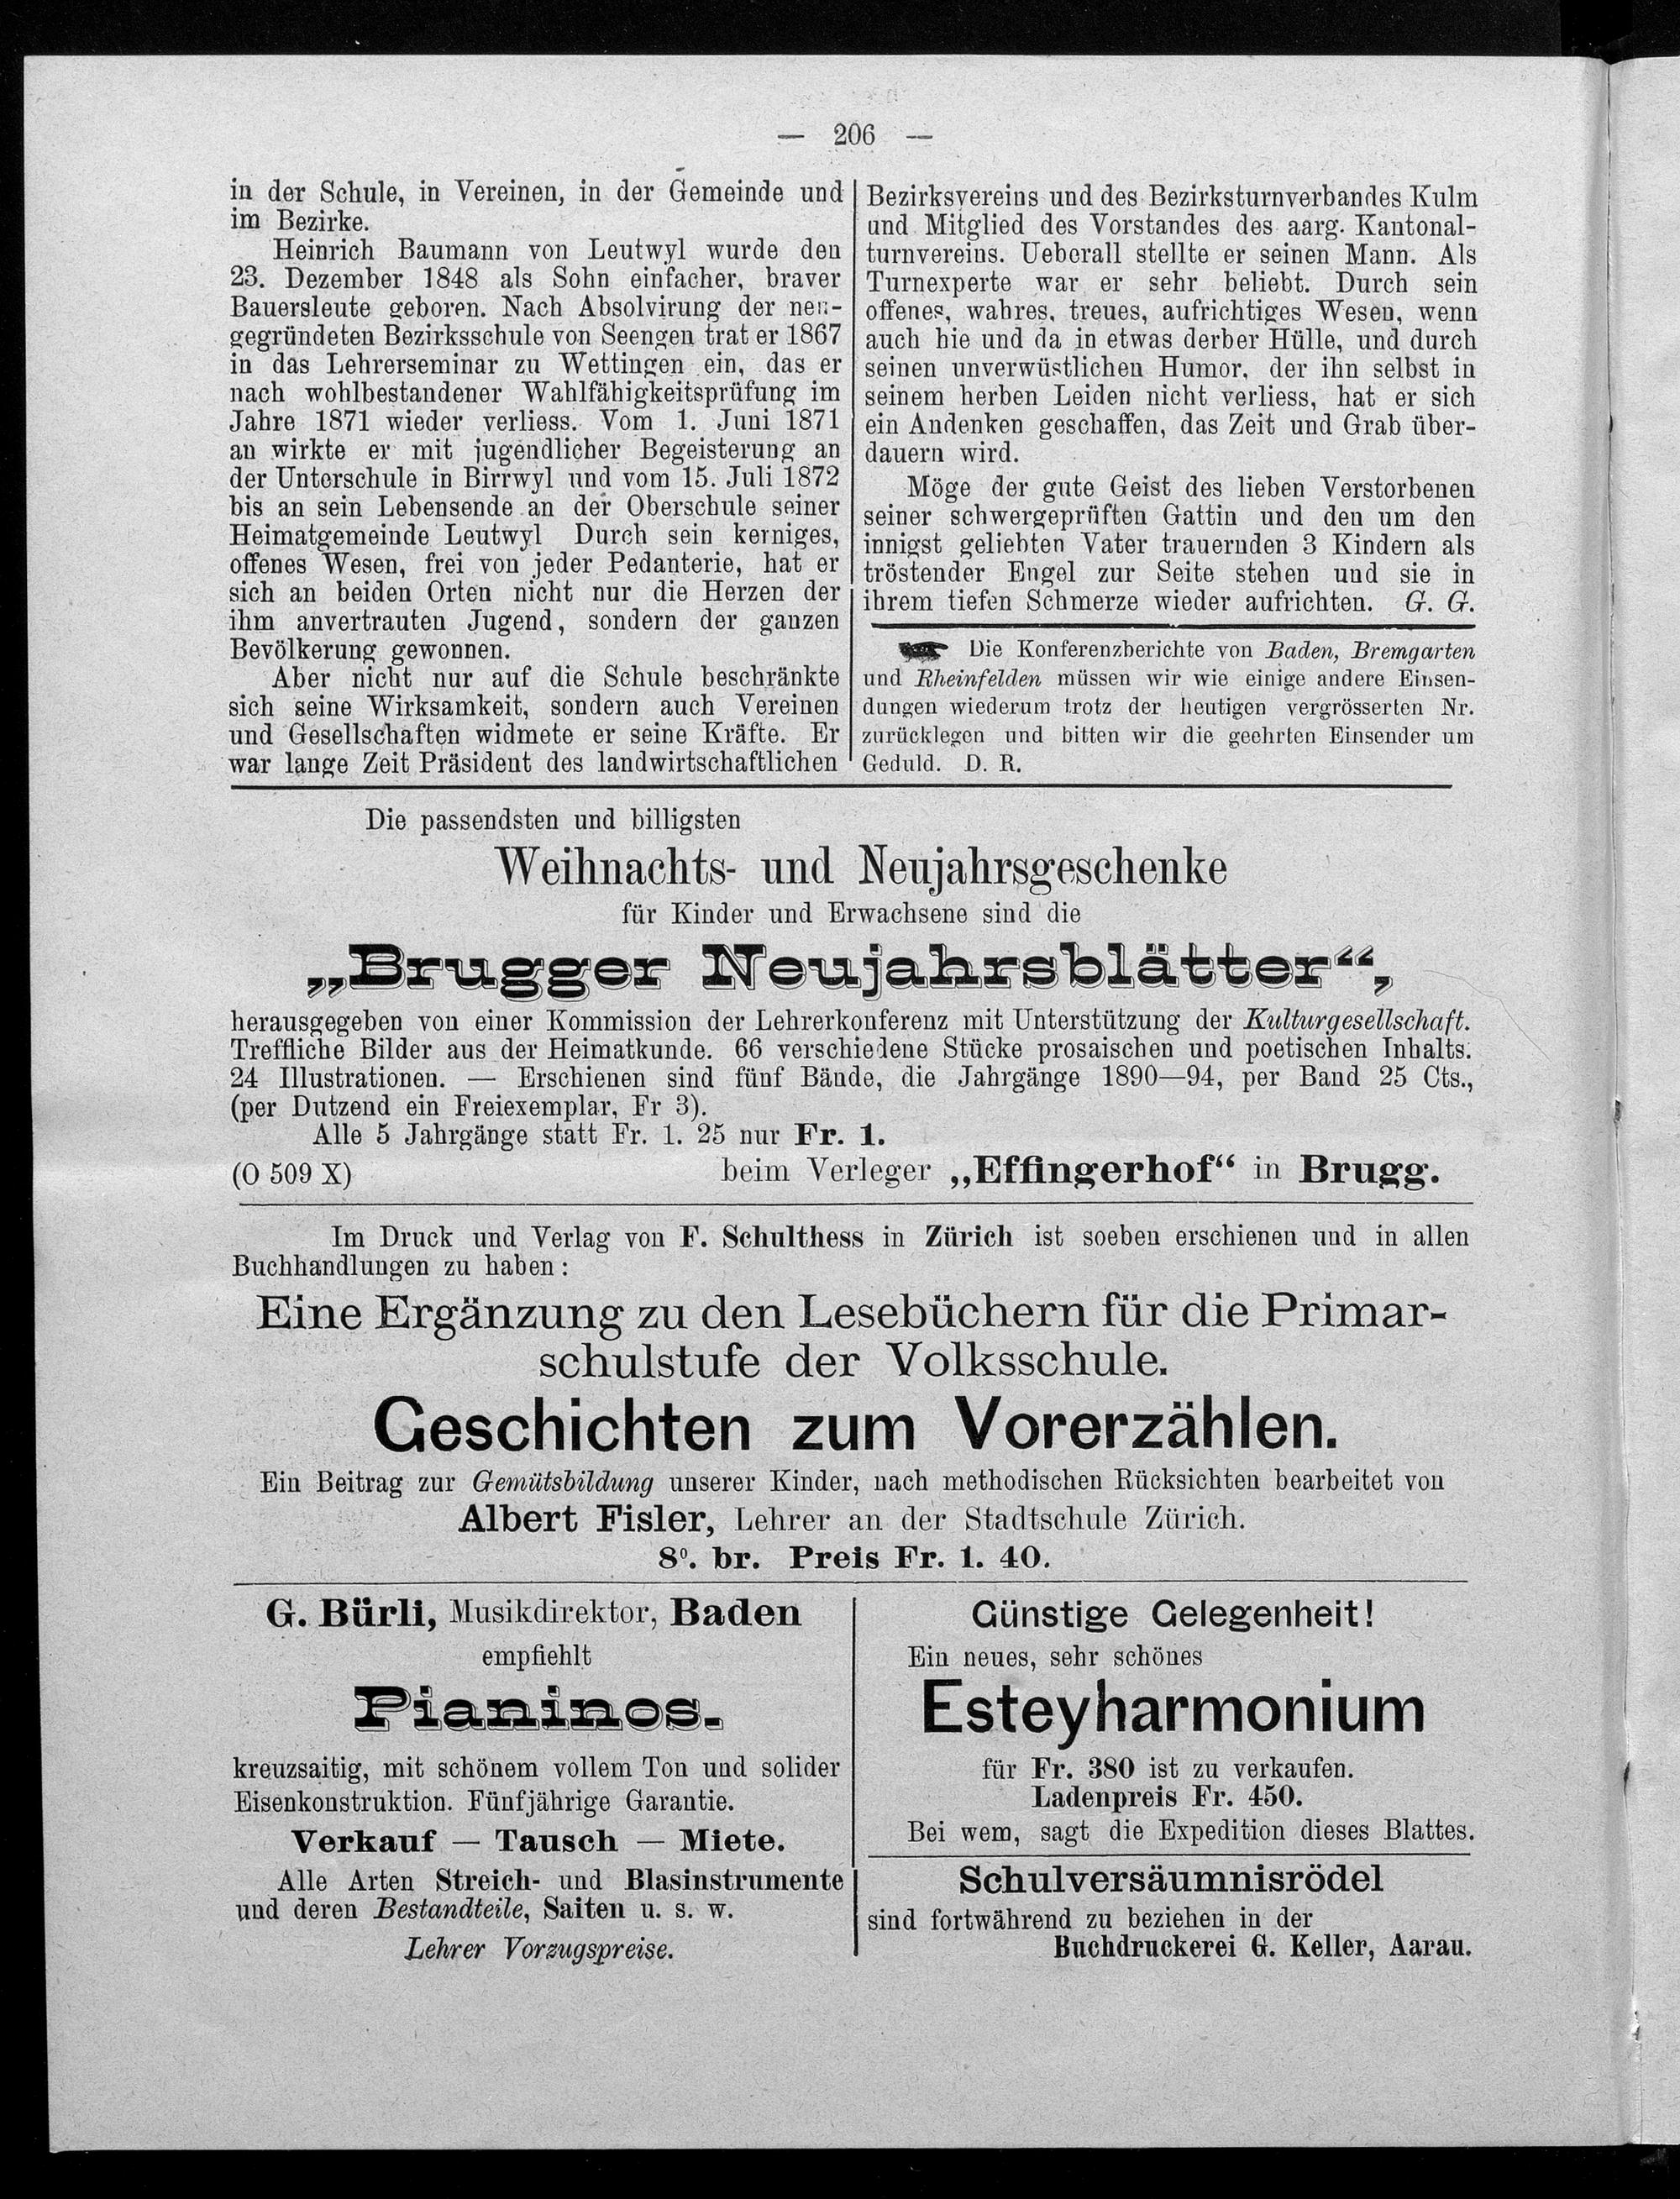 — 206 —
in der Schule, in Vereinen, in der Gemeinde und
im Bezirke.
Heinrich Baumann von Leutwyl wurde den
23. Dezember 1848 als Sohn einfacher, braver
Bauersleute geboren. Nach Absolvirung der neu-
gegründeten Bezirksschule von Seengen trat er 1867
in das Lehrerseminar zu Wettingen ein, das er
nach wohlbestandener Wahlfähigkeitsprüfung im
Jahre 1871 wieder verliess. Vom 1. Juni 1871
an wirkte er mit jugendlicher Begeisterung an
der Unterschule in Birrwyl und vom 15. Juli 1872
bis an sein Lebensende an der Oberschule seiner
Heimatgemeinde Leutwyl Durch sein kerniges,
offenes Wesen, frei von jeder Pedanterie, hat er
sich an beiden Orten nicht nur die Herzen der
ihm anvertrauten Jugend, sondern der ganzen
Bevölkerung gewonnen.
Aber nicht nur auf die Schule beschränkte
sich seine Wirksamkeit, sondern auch Vereinen
und Gesellschaften widmete er seine Kräfte. Er
war lange Zeit Präsident des landwirtschaftlichen
Bezirksvereins und des Bezirksturnverbandes Kulm
und Mitglied des Vorstandes des aarg. Kantonal-
turnvereins. Ueberall stellte er seinen Mann. Als
Turnexperte war er sehr beliebt. Durch sein
offenes, wahres, treues, aufrichtiges Wesen, wenn
auch hie und da in etwas derber Hülle, und durch
seinen unverwüstlichen Humor, der ihn selbst in
seinem herben Leiden nicht verliess, hat er sich
ein Andenken geschaffen, das Zeit und Grab über-
dauern wird.
Möge der gute Geist des lieben Verstorbenen
seiner schwergeprüften Gattin und den um den
innigst geliebten Vater trauernden 3 Kindern als
tröstender Engel zur Seite stehen und sie in
ihrem tiefen Schmerze wieder aufrichten. G. G.
Die Konferenzberichte von Baden, Bremgarten
und Rheinfelden müssen wir wie einige andere Einsen-
dungen wiederum trotz der heutigen vergrösserten Nr.
zurücklegen und bitten wir die geehrten Einsender um
Geduld. D. R.
Die passendsten und billigsten
Weihnachts- und Neujahrsgeschenke
für Kinder und Erwachsene sind die
„Brugger Neujahrsblätter“,
herausgegeben von einer Kommission der Lehrerkonferenz mit Unterstützung der Kulturgesellschaft.
Treffliche Bilder aus der Heimatkunde. 66 verschiedene Stücke prosaischen und poetischen Inhalts.
24 Illustrationen. — Erschienen sind fünf Bände, die Jahrgänge 1890—94, per Band 25 Cts.,
(per Dutzend ein Freiexemplar, Fr 3).
Alle 5 Jahrgänge statt Fr. 1. 25 nur Fr. 1.
(O 509 X) beim Verleger „Effingerhof“ in Brugg.
Im Druck und Verlag von F. Schulthess in Zürich ist soeben erschienen und in allen
Buchhandlungen zu haben:
Eine Ergänzung zu den Lesebüchern für die Primar-
schulstufe der Volksschule.
Geschichten zum Vorerzählen.
Ein Beitrag zur Gemütsbildung unserer Kinder, nach methodischen Rücksichten bearbeitet von
Albert Fisler, Lehrer an der Stadtschule Zürich.
8⁰. br. Preis Fr. 1. 40.
G. Bürli, Musikdirektor, Baden
empfiehlt
Pianinos.
kreuzsaitig, mit schönem vollem Ton und solider
Eisenkonstruktion. Fünfjährige Garantie.
Verkauf — Tausch — Miete.
Alle Arten Streich- und Blasinstrumente
und deren Bestandteile, Saiten u. s. w.
Lehrer Vorzugspreise.
Günstige Gelegenheit!
Ein neues, sehr schönes
Esteyharmonium
für Fr. 380 ist zu verkaufen.
Ladenpreis Fr. 450.
Bei wem, sagt die Expedition dieses Blattes.
Schulversäumnisrödel
sind fortwährend zu beziehen in der
Buchdruckerei G. Keller, Aarau.